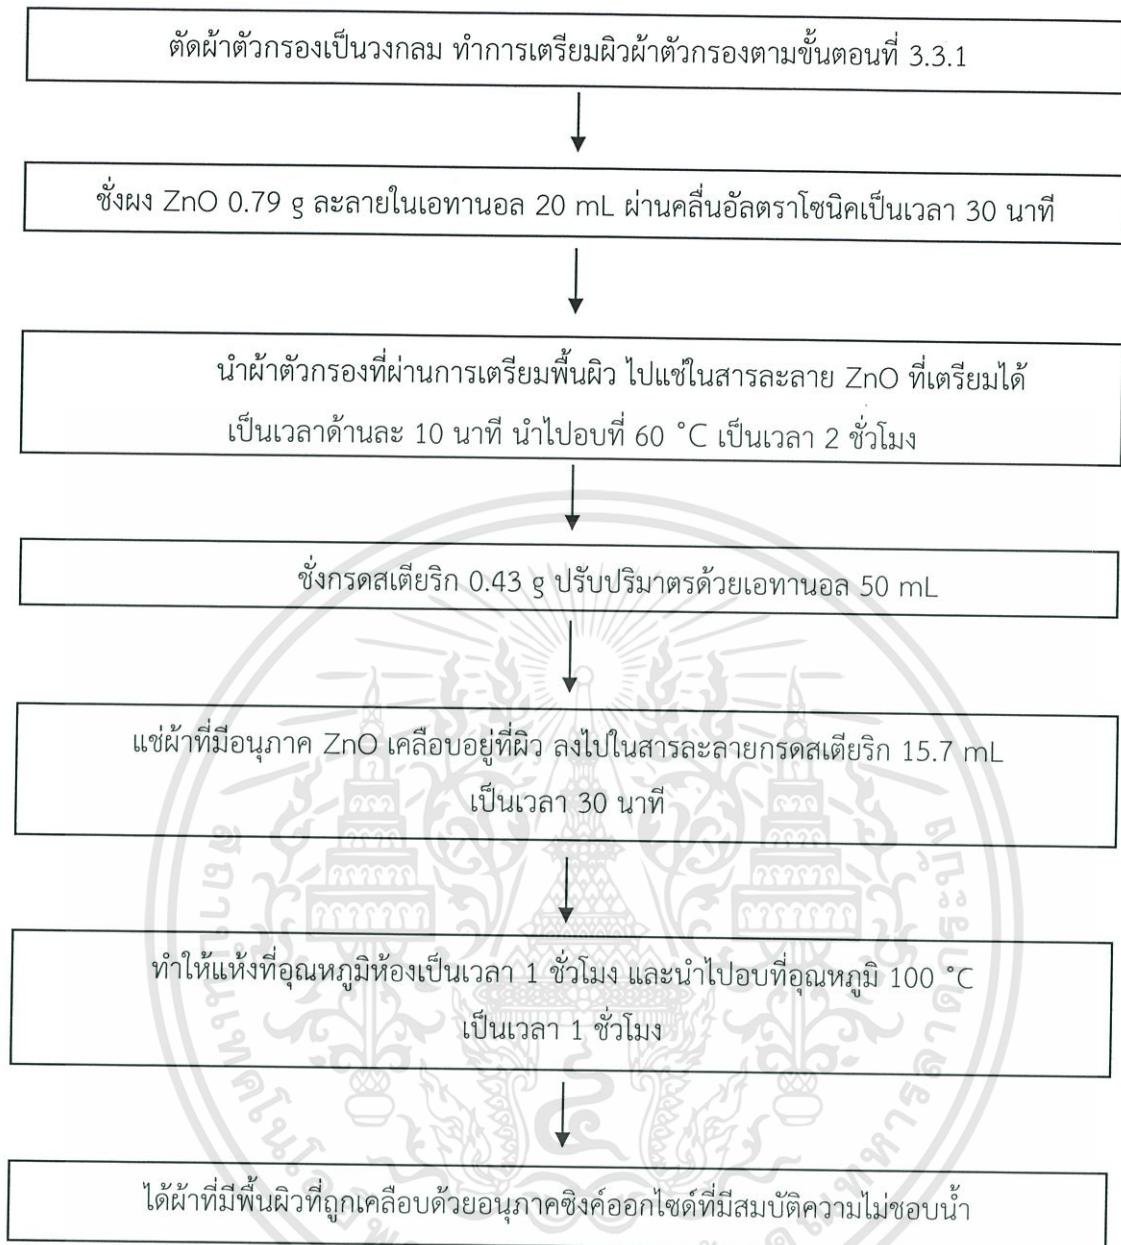 ตัดผ้าตัวกรองเป็นวงกลม ทำการเตรียมผิวผ้าตัวกรองตามขั้นตอนที่ 3.3.1
ชั่งผง ZnO 0.79 g ละลายในเอทานอล 20 mL ผ่านคลื่นอัลตราโซนิคเป็นเวลา 30 นาที
นำผ้าตัวกรองที่ผ่านการเตรียมพื้นผิว ไปแช่ในสารละลาย ZnO ที่เตรียมได้
เป็นเวลาด้านละ 10 นาที นำไปอบที่ 60 °C เป็นเวลา 2 ชั่วโมง
ชั่งกรดสเตียริก 0.43 g ปรับปริมาตรด้วยเอทานอล 50 mL
แช่ผ้าที่มีอนุภาค ZnO เคลือบอยู่ที่ผิว ลงไปในสารละลายกรดสเตียริก 15.7 mL
เป็นเวลา 30 นาที
ทำให้แห้งที่อุณหภูมิห้องเป็นเวลา 1 ชั่วโมง และนำไปอบที่อุณหภูมิ 100 °C
เป็นเวลา 1 ชั่วโมง
ได้ผ้าที่มีพื้นผิวที่ถูกเคลือบด้วยอนุภาคซิงค์ออกไซด์ที่มีสมบัติความไม่ชอบน้ำ